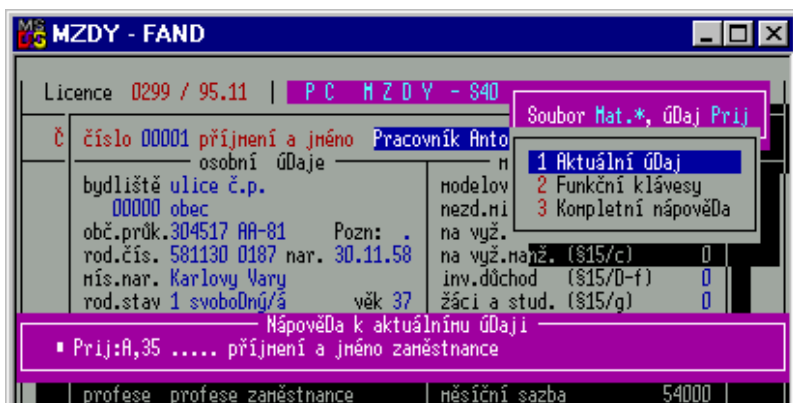 MZDY - FAND
Licence 0299 / 95.11 | PC MZDY - S40
Soubor Mat.*, úDaj Prij
Č číslo 00001 příjmení a jméno Pracovník Anto
osobní úDaje
1 Aktuální úDaj
bydliště ulice č.p. modelov
2 Funkční klávesy
00000 obec nezd.mi
3 Kompletní nápověDa
obč.průk.304517 AA-81 Pozn: . na vyž.
rod.čís. 581130 0187 nar. 30.11.58 na vyž.manž. (§15/c) 0
mís.nar. Karlovy Vary inv.důchod (§15/D-f) 0
rod.stav 1 svoboDný/á věk 37 žáci a stud. (§15/g) 0
NápověDa k aktuálnímu úDaji
Prij:A,35 ..... příjmení a jméno zaměstnance
profese profese zaměstnance měsíční sazba 54000